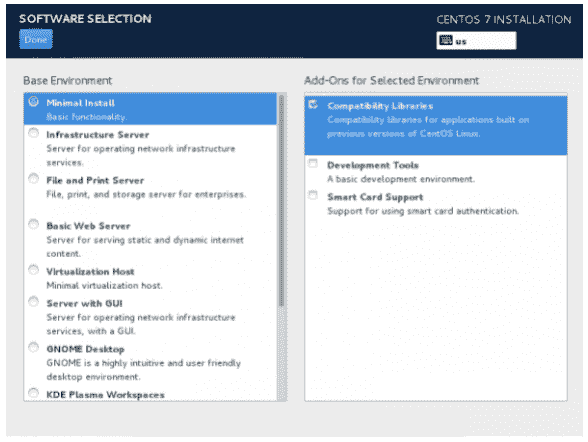 SOFTWARE SELECTION
CENTOS 7 INSTALLATION
Done
us
Base Environment
Minimal Install
Basic functionality.
Infrastructure Server
Server for operating network infrastructure
services.
File and Print Server
File, print, and storage server for enterprises.
Basic Web Server
Server for serving static and dynamic internet
content.
Virtualization Host
Minimal virtualization host.
Server with GUI
Server for operating network infrastructure
services, with a GUI.
GNOME Desktop
GNOME is a highly intuitive and user friendly
desktop environment.
KDE Plasma Workspaces
Add-Ons for Selected Environment
Compatibility Libraries
Compatibility libraries for applications built on
previous versions of CentOS Linux.
Development Tools
A basic development environment.
Smart Card Support
Support for using smart card authentication.